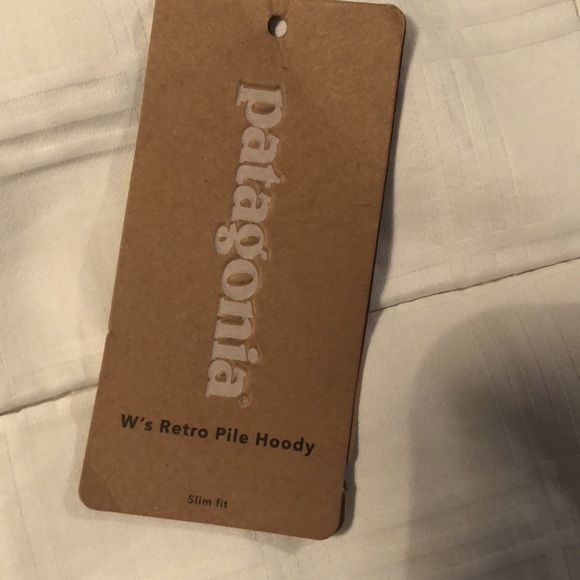 patagonia®
W's Retro Pile Hoody
Slim fit